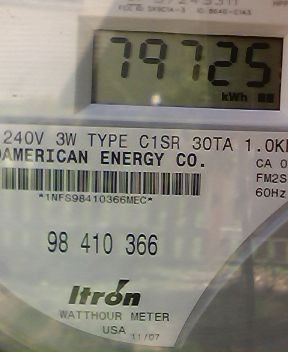 79725
kWh
240V 3W TYPE C1SR 30TA 1.0K
AMERICAN ENERGY CO.
CA 0
FM2S
60Hz
*1NFS98410366MEC*
98 410 366
Itron
WATTHOUR METER
USA 11/07